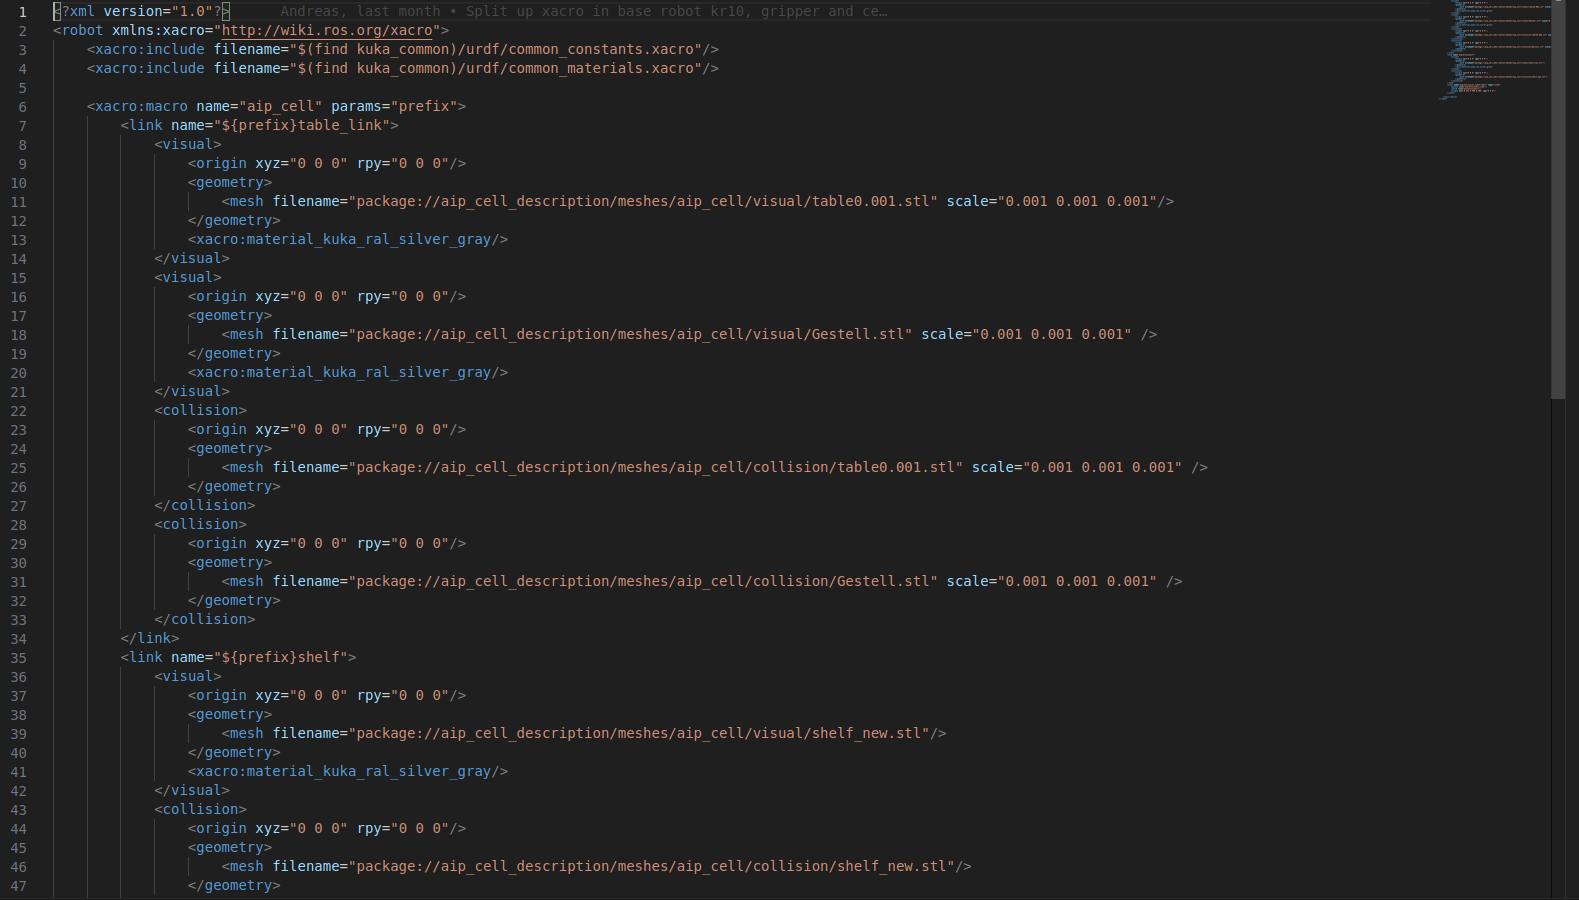 1 <?xml version="1.0"?> Andreas, last month • Split up xacro in base robot kr10, gripper and ce…
2 <robot xmlns:xacro="http://wiki.ros.org/xacro">
3     <xacro:include filename="$(find kuka_common)/urdf/common_constants.xacro"/>
4     <xacro:include filename="$(find kuka_common)/urdf/common_materials.xacro"/>
5
6     <xacro:macro name="aip_cell" params="prefix">
7         <link name="${prefix}table_link">
8             <visual>
9                 <origin xyz="0 0 0" rpy="0 0 0"/>
10                 <geometry>
11                     <mesh filename="package://aip_cell_description/meshes/aip_cell/visual/table0.001.stl" scale="0.001 0.001 0.001"/>
12                 </geometry>
13                 <xacro:material_kuka_ral_silver_gray/>
14             </visual>
15             <visual>
16                 <origin xyz="0 0 0" rpy="0 0 0"/>
17                 <geometry>
18                     <mesh filename="package://aip_cell_description/meshes/aip_cell/visual/Gestell.stl" scale="0.001 0.001 0.001" />
19                 </geometry>
20                 <xacro:material_kuka_ral_silver_gray/>
21             </visual>
22             <collision>
23                 <origin xyz="0 0 0" rpy="0 0 0"/>
24                 <geometry>
25                     <mesh filename="package://aip_cell_description/meshes/aip_cell/collision/table0.001.stl" scale="0.001 0.001 0.001" />
26                 </geometry>
27             </collision>
28             <collision>
29                 <origin xyz="0 0 0" rpy="0 0 0"/>
30                 <geometry>
31                     <mesh filename="package://aip_cell_description/meshes/aip_cell/collision/Gestell.stl" scale="0.001 0.001 0.001" />
32                 </geometry>
33             </collision>
34         </link>
35         <link name="${prefix}shelf">
36             <visual>
37                 <origin xyz="0 0 0" rpy="0 0 0"/>
38                 <geometry>
39                     <mesh filename="package://aip_cell_description/meshes/aip_cell/visual/shelf_new.stl"/>
40                 </geometry>
41                 <xacro:material_kuka_ral_silver_gray/>
42             </visual>
43             <collision>
44                 <origin xyz="0 0 0" rpy="0 0 0"/>
45                 <geometry>
46                     <mesh filename="package://aip_cell_description/meshes/aip_cell/collision/shelf_new.stl"/>
47                 </geometry>